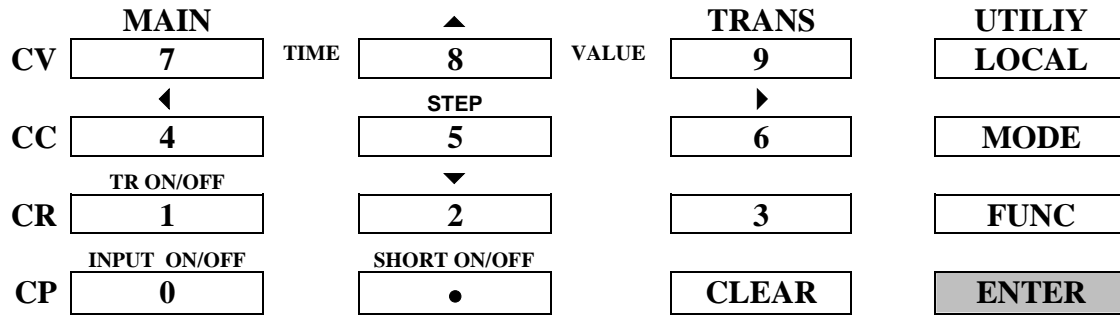 MAIN ▲ TRANS UTILIY
CV 7 TIME 8 VALUE 9 LOCAL
◀ STEP ▶
CC 4 5 6 MODE
TR ON/OFF ▼
CR 1 2 3 FUNC
INPUT ON/OFF SHORT ON/OFF
CP 0 ● CLEAR ENTER